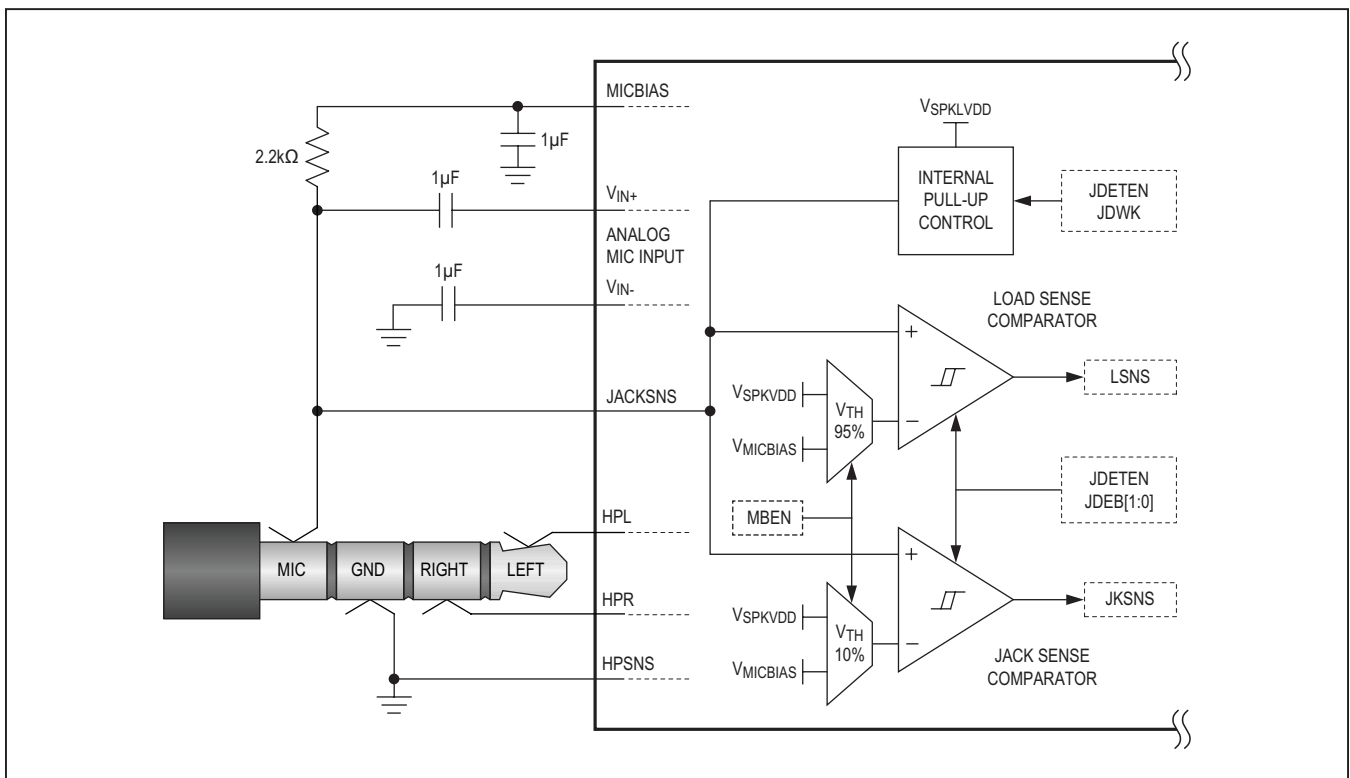 MICBIAS
1µF
2.2kΩ
1µF
VIN+
ANALOG
MIC INPUT
1µF
VIN-
JACKSNS
HPL
MIC
GND
RIGHT
LEFT
HPR
HPSNS
VSPKLVDD
INTERNAL
PULL-UP
CONTROL
JDETEN
JDWK
LOAD SENSE
COMPARATOR
+
−
VSPKVDD
VMICBIAS
VTH
95%
LSNS
MBEN
JDETEN
JDEB[1:0]
+
−
VSPKVDD
VMICBIAS
VTH
10%
JKSNS
JACK SENSE
COMPARATOR